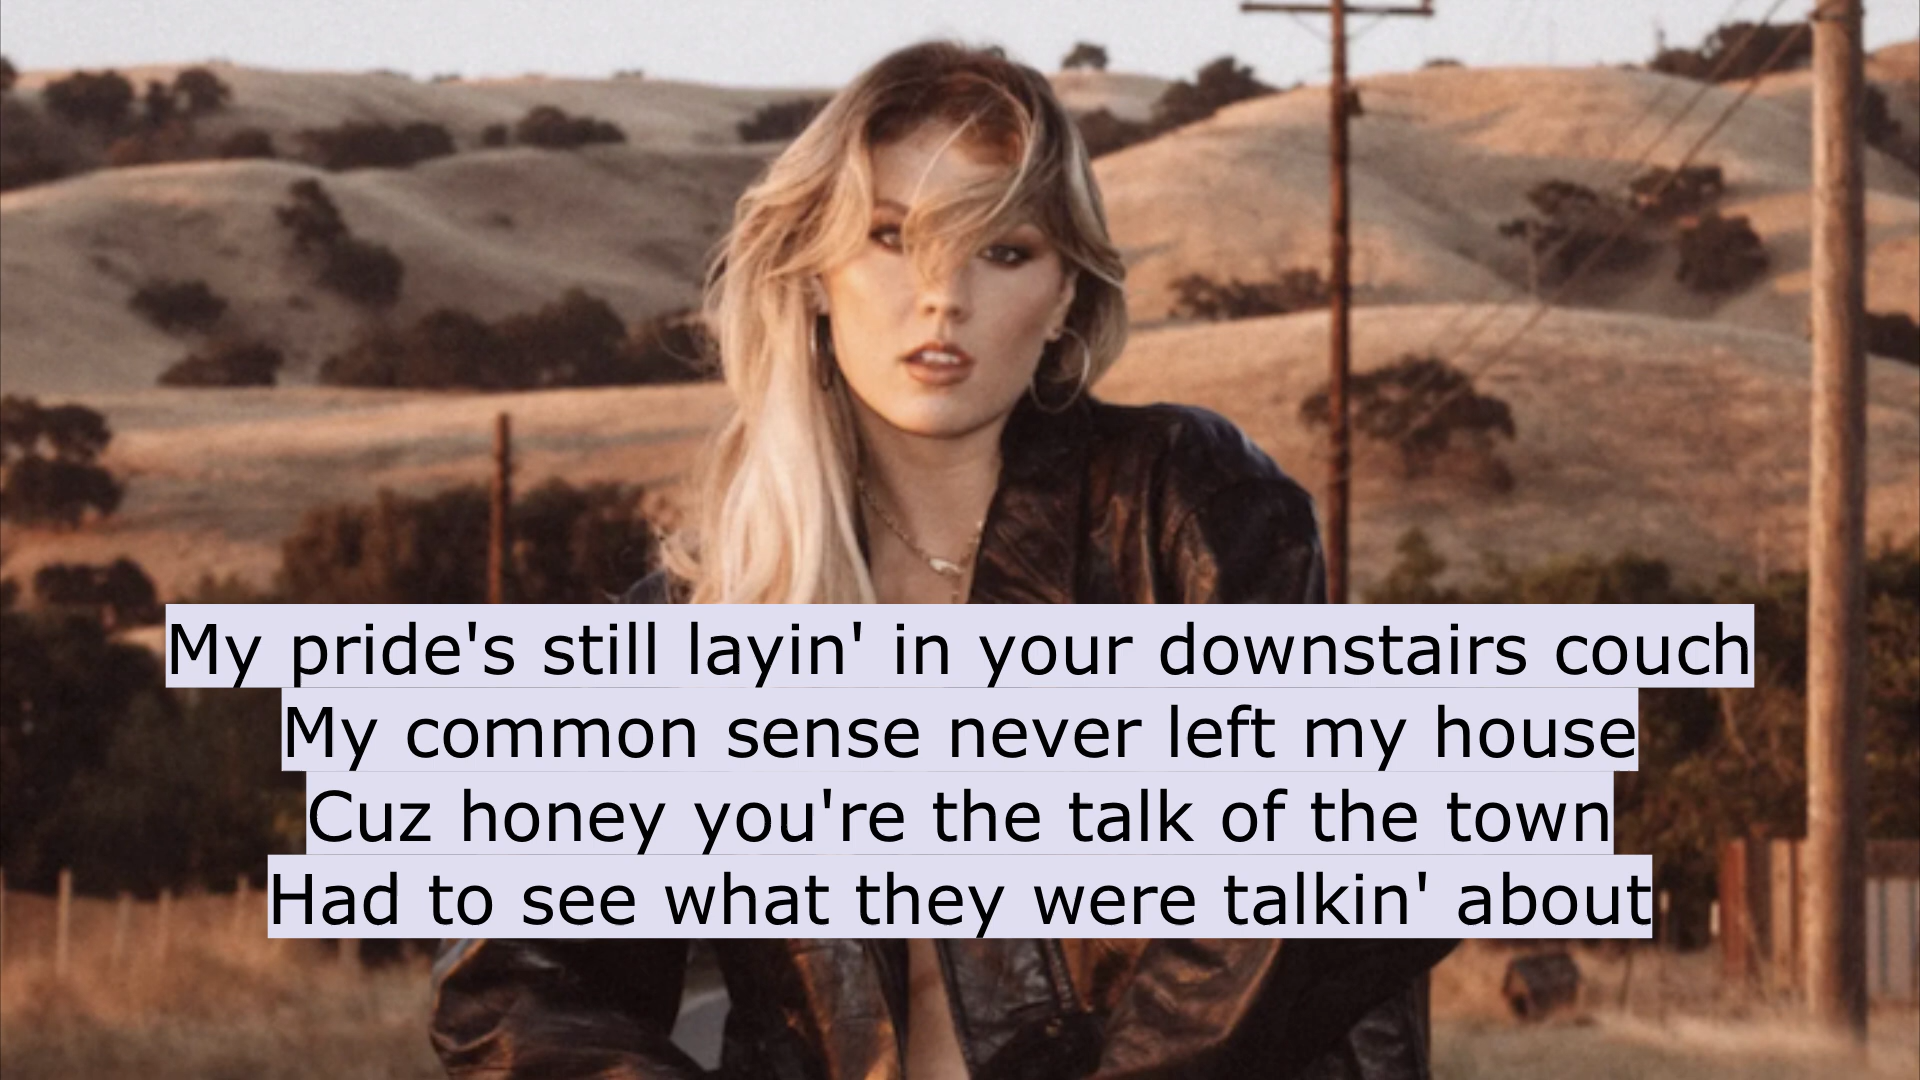 My pride's still layin' in your downstairs couch
My common sense never left my house
Cuz honey you're the talk of the town
Had to see what they were talkin' about